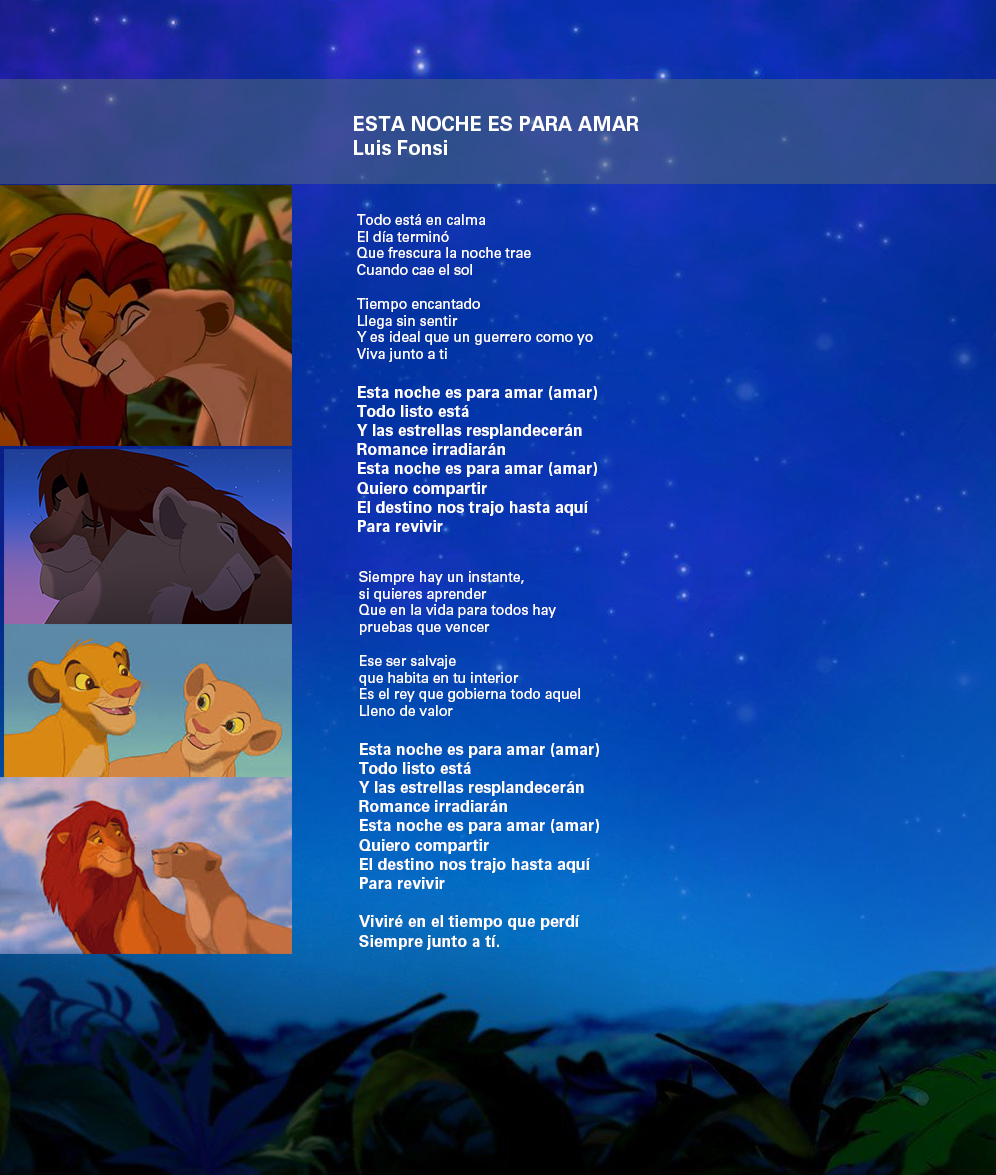 ESTA NOCHE ES PARA AMAR
Luis Fonsi
Todo está en calma
El día terminó
Que frescura la noche trae
Cuando cae el sol
Tiempo encantado
Llega sin sentir
Y es ideal que un guerrero como yo
Viva junto a ti
Esta noche es para amar (amar)
Todo listo está
Y las estrellas resplandecerán
Romance irradiarán
Esta noche es para amar (amar)
Quiero compartir
El destino nos trajo hasta aquí
Para revivir
Siempre hay un instante,
si quieres aprender
Que en la vida para todos hay
pruebas que vencer
Ese ser salvaje
que habita en tu interior
Es el rey que gobierna todo aquel
Lleno de valor
Esta noche es para amar (amar)
Todo listo está
Y las estrellas resplandecerán
Romance irradiarán
Esta noche es para amar (amar)
Quiero compartir
El destino nos trajo hasta aquí
Para revivir
Viviré en el tiempo que perdí
Siempre junto a tí.